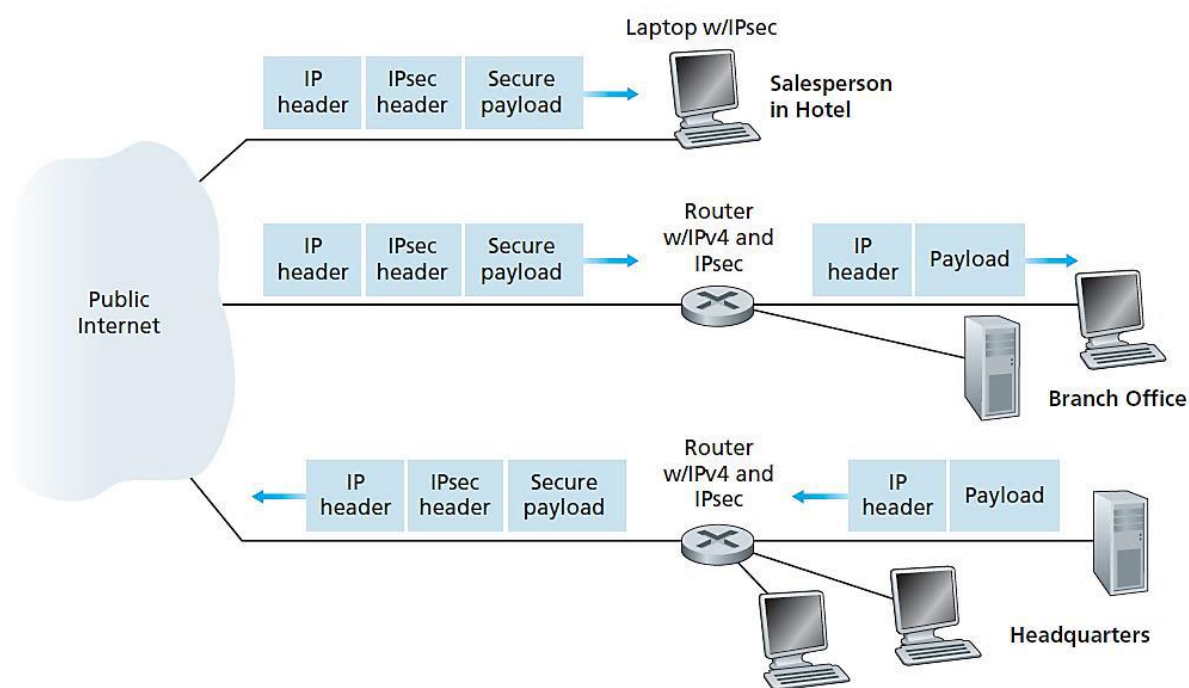 Laptop w/IPsec
IP
header
IPsec
header
Secure
payload
Salesperson
in Hotel
Router
w/IPv4 and
IPsec
IP
header
IPsec
header
Secure
payload
IP
header
Payload
Public
Internet
Branch Office
Router
w/IPv4 and
IPsec
IP
header
IPsec
header
Secure
payload
IP
header
Payload
Headquarters